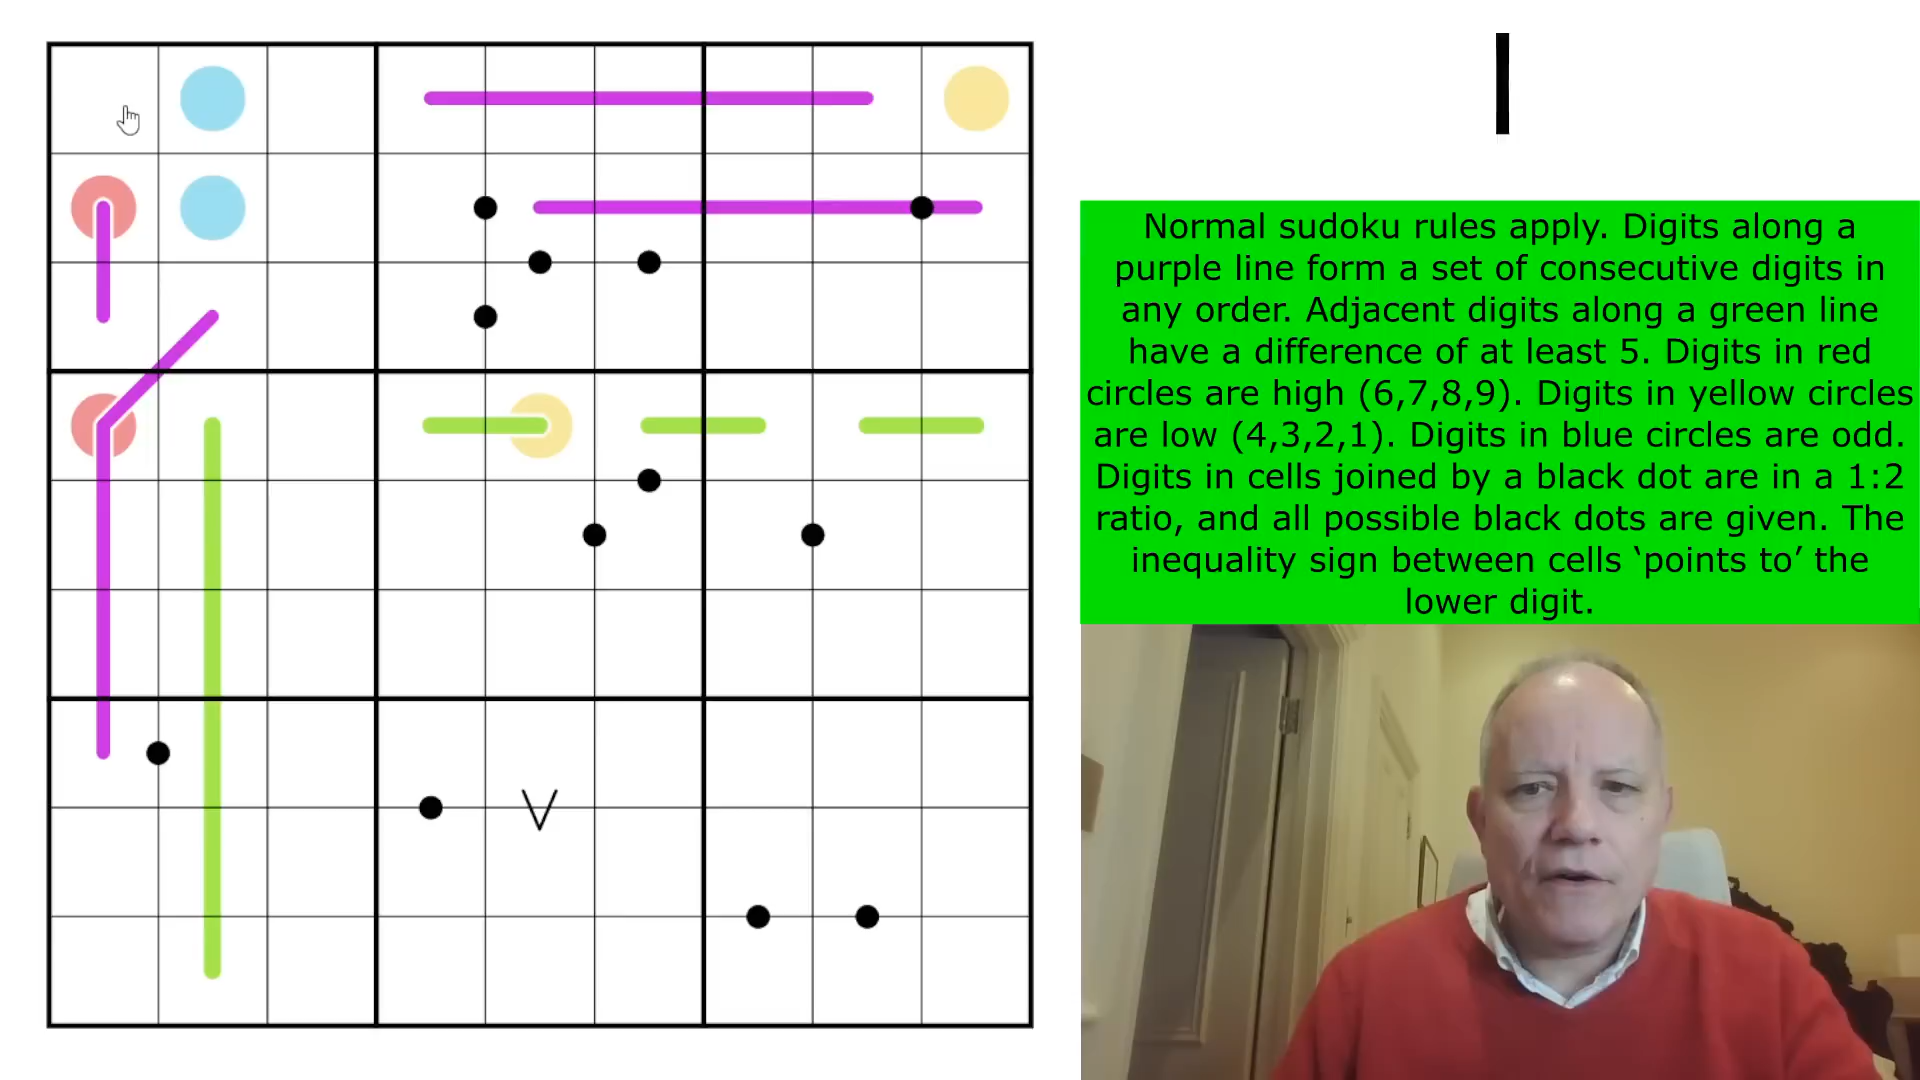 Normal sudoku rules apply. Digits along a
purple line form a set of consecutive digits in
any order. Adjacent digits along a green line
have a difference of at least 5. Digits in red
circles are high (6,7,8,9). Digits in yellow circles
are low (4,3,2,1). Digits in blue circles are odd.
Digits in cells joined by a black dot are in a 1:2
ratio, and all possible black dots are given. The
inequality sign between cells ‘points to’ the
lower digit.